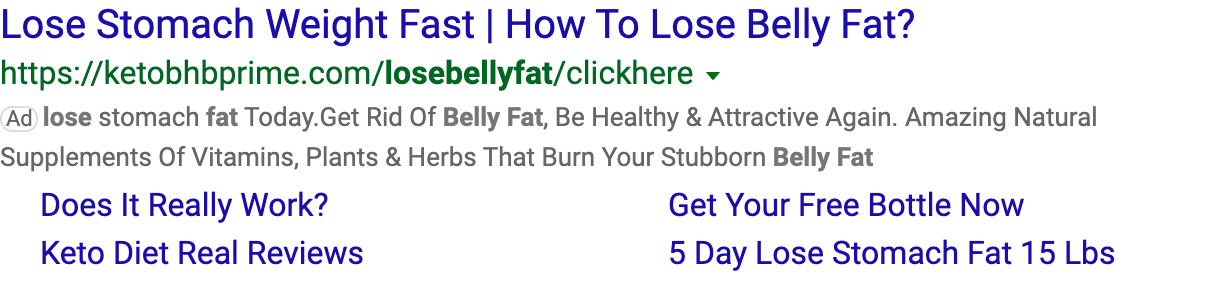 Lose Stomach Weight Fast | How To Lose Belly Fat?
https://ketobhbprime.com/losebellyfat/clickhere
Ad lose stomach fat Today.Get Rid Of Belly Fat, Be Healthy & Attractive Again. Amazing Natural
Supplements Of Vitamins, Plants & Herbs That Burn Your Stubborn Belly Fat
Does It Really Work?
Get Your Free Bottle Now
Keto Diet Real Reviews
5 Day Lose Stomach Fat 15 Lbs